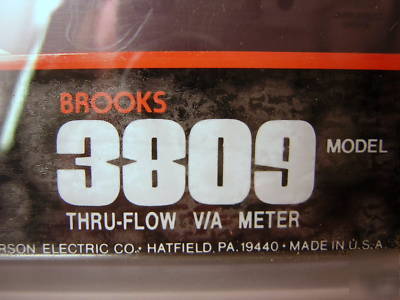 BROOKS
3809 MODEL
THRU-FLOW V/A METER
RSON ELECTRIC CO. • HATFIELD, PA. 19440 • MADE IN U.S.A